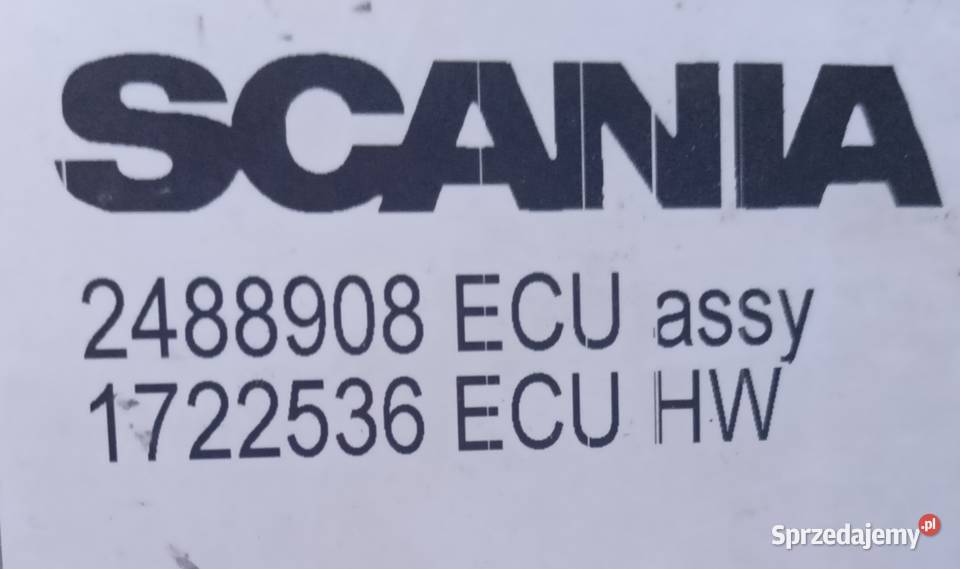 SCANIA
2488908 ECU assy
1722536 ECU HW
Sprzedajemy.pl